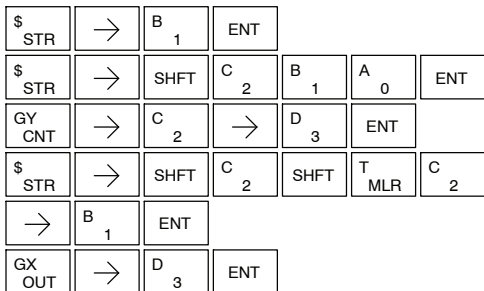 $ STR → B 1 ENT
$ STR → SHFT C 2 B 1 A 0 ENT
GY CNT → C 2 → D 3 ENT
$ STR → SHFT C 2 SHFT T MLR C 2
→ B 1 ENT
GX OUT → D 3 ENT